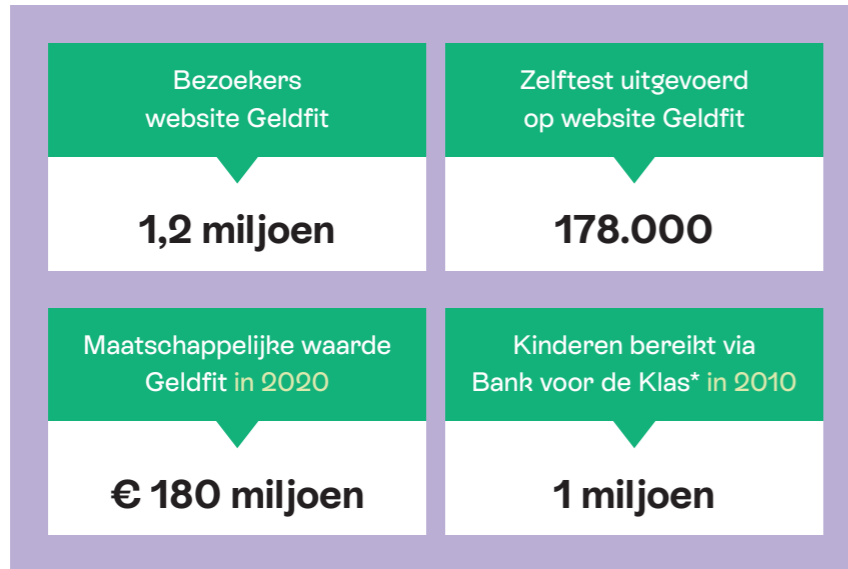 Bezoekers
website Geldfit
1,2 miljoen
Zelftest uitgevoerd
op website Geldfit
178.000
Maatschappelijke waarde
Geldfit in 2020
€ 180 miljoen
Kinderen bereikt via
Bank voor de Klas* in 2010
1 miljoen